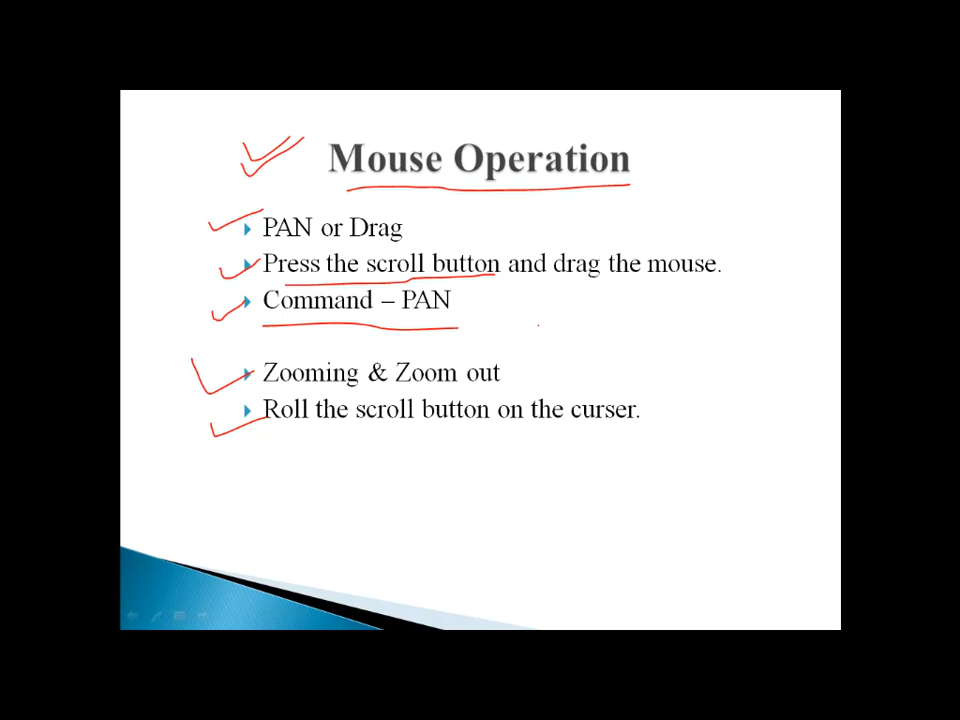 Mouse Operation
PAN or Drag
Press the scroll button and drag the mouse.
Command – PAN
Zooming & Zoom out
Roll the scroll button on the curser.